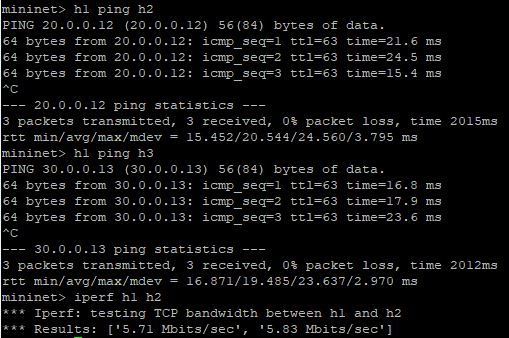 mininet> h1 ping h2
PING 20.0.0.12 (20.0.0.12) 56(84) bytes of data.
64 bytes from 20.0.0.12: icmp_seq=1 ttl=63 time=21.6 ms
64 bytes from 20.0.0.12: icmp_seq=2 ttl=63 time=24.5 ms
64 bytes from 20.0.0.12: icmp_seq=3 ttl=63 time=15.4 ms
^C
--- 20.0.0.12 ping statistics ---
3 packets transmitted, 3 received, 0% packet loss, time 2015ms
rtt min/avg/max/mdev = 15.452/20.544/24.560/3.795 ms
mininet> h1 ping h3
PING 30.0.0.13 (30.0.0.13) 56(84) bytes of data.
64 bytes from 30.0.0.13: icmp_seq=1 ttl=63 time=16.8 ms
64 bytes from 30.0.0.13: icmp_seq=2 ttl=63 time=17.9 ms
64 bytes from 30.0.0.13: icmp_seq=3 ttl=63 time=23.6 ms
^C
--- 30.0.0.13 ping statistics ---
3 packets transmitted, 3 received, 0% packet loss, time 2012ms
rtt min/avg/max/mdev = 16.871/19.485/23.637/2.970 ms
mininet> iperf h1 h2
*** Iperf: testing TCP bandwidth between h1 and h2
*** Results: ['5.71 Mbits/sec', '5.83 Mbits/sec']